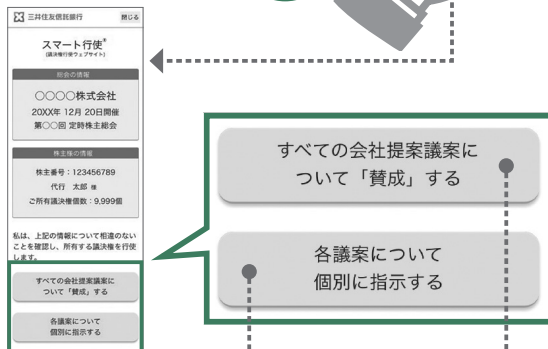 三井住友信託銀行 閉じる
スマート行使®
(議決権行使ウェブサイト)
総会の情報
○○○○株式会社
20XX年 12月 20日開催
第○○回 定時株主総会
株主様の情報
株主番号：123456789
代行 太郎 様
ご所有議決権個数：9,999個
私は、上記の情報について相違のない
ことを確認し、所有する議決権を行使
します。
すべての会社提案議案に
ついて「賛成」する
各議案について
個別に指示する
すべての会社提案議案に
ついて「賛成」する
各議案について
個別に指示する